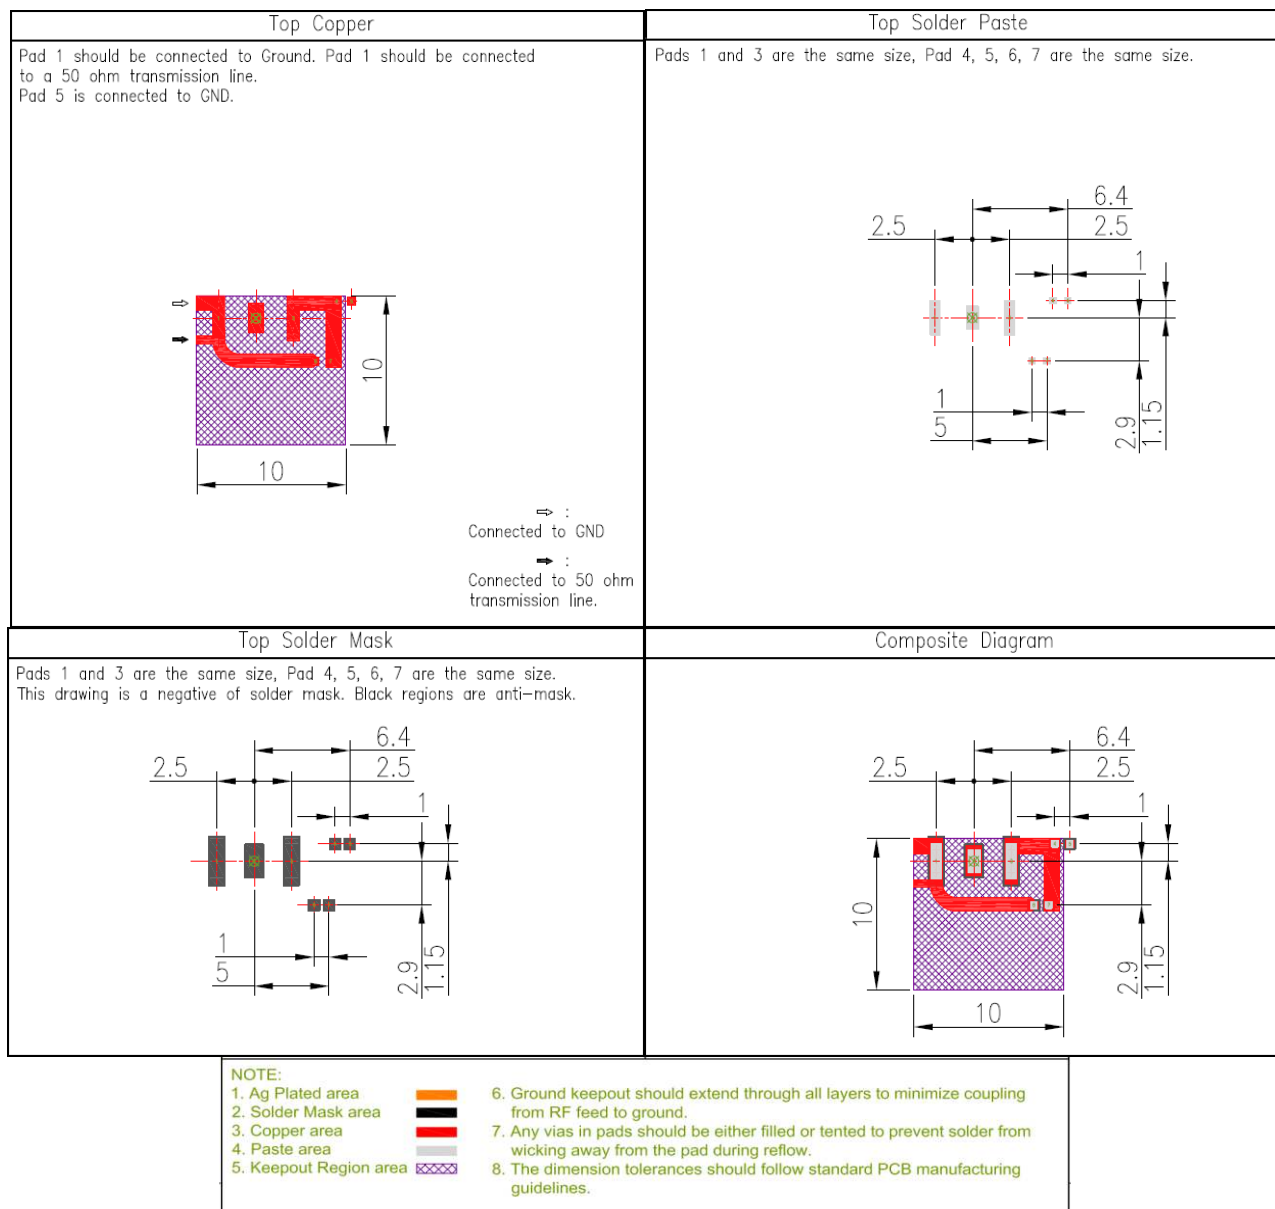 Top Copper
Pad 1 should be connected to Ground. Pad 1 should be connected
to a 50 ohm transmission line.
Pad 5 is connected to GND.
10
10
:
Connected to GND
:
Connected to 50 ohm
transmission line.
Top Solder Paste
Pads 1 and 3 are the same size, Pad 4, 5, 6, 7 are the same size.
6.4
2.5
2.5
1
1
5
2.9
1.15
Top Solder Mask
Pads 1 and 3 are the same size, Pad 4, 5, 6, 7 are the same size.
This drawing is a negative of solder mask. Black regions are anti-mask.
6.4
2.5
2.5
1
1
5
2.9
1.15
Composite Diagram
6.4
2.5
2.5
1
10
2.9
1.15
10
NOTE:
1. Ag Plated area
2. Solder Mask area
3. Copper area
4. Paste area
5. Keepout Region area
6. Ground keepout should extend through all layers to minimize coupling
from RF feed to ground.
7. Any vias in pads should be either filled or tented to prevent solder from
wicking away from the pad during reflow.
8. The dimension tolerances should follow standard PCB manufacturing
guidelines.